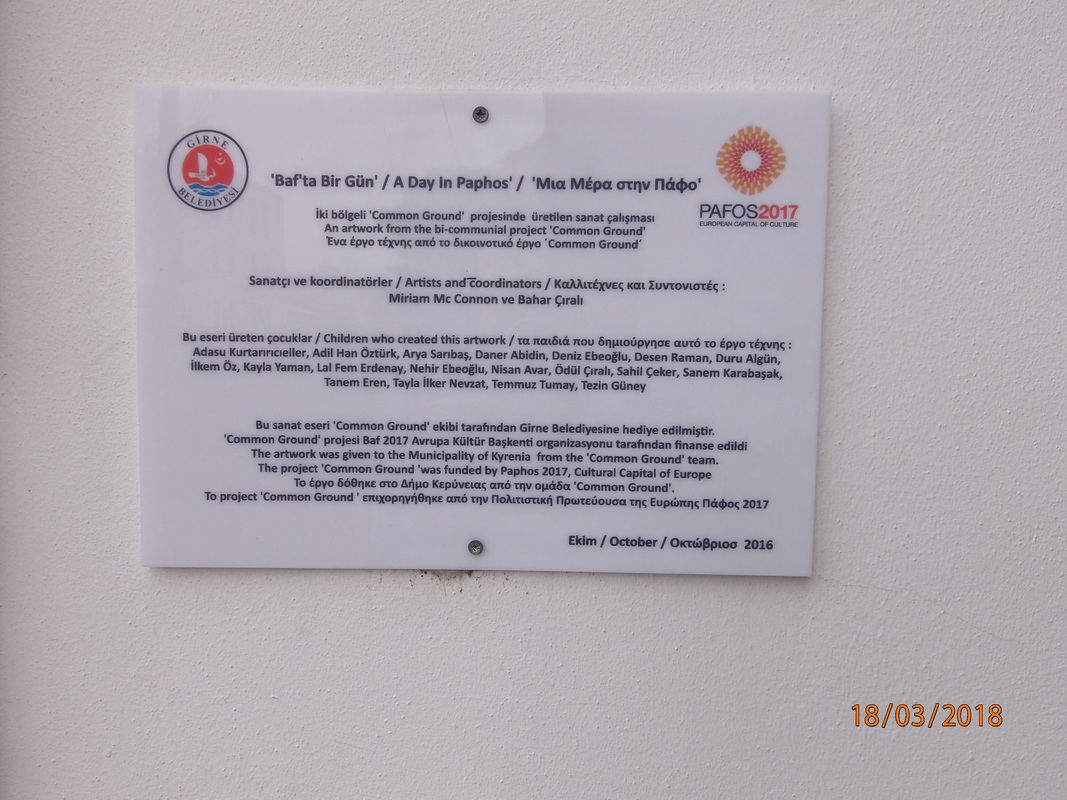 GİRNE
BELEDİYESİ
'Baf'ta Bir Gün' / A Day In Paphos' / 'Μια Μέρα στην Πάφο'
PAFOS2017
EUROPEAN CAPITAL OF CULTURE
İki bölgeli 'Common Ground' projesinde üretilen sanat çalışması
An artwork from the bi-communial project 'Common Ground'
Ένα έργο τέχνης από το δικοινοτικό έργο ΄Common Ground΄
Sanatçı ve koordinatörler / Artists and coordinators / Καλλιτέχνες και Συντονιστές :
Miriam Mc Connon ve Bahar Çıralı
Bu eseri üreten çocuklar / Children who created this artwork / τα παιδιά που δημιούργησε αυτό το έργο τέχνης :
Adasu Kurtarırıcıeller, Adil Han Öztürk, Arya Sarıbaş, Daner Abidin, Deniz Ebeoğlu, Desen Raman, Duru Algün,
İlkem Öz, Kayla Yaman, Lal Fem Erdenay, Nehir Ebeoğlu, Nisan Avar, Ödül Çıralı, Sahil Çeker, Sanem Karabaşak,
Tanem Eren, Tayla İlker Nevzat, Temmuz Tumay, Tezin Güney
Bu sanat eseri 'Common Ground' ekibi tarafından Girne Belediyesine hediye edilmiştir.
'Common Ground' projesi Baf 2017 Avrupa Kültür Başkenti organizasyonu tarafından finanse edildi
The artwork was given to the Municipality of Kyrenia from the 'Common Ground' team.
The project 'Common Ground 'was funded by Paphos 2017, Cultural Capital of Europe
Το έργο δόθηκε στο Δήμο Κερύνειας από την ομάδα 'Common Ground'.
To project 'Common Ground ' επιχορηγήθηκε από την Πολιτιστική Πρωτεύουσα της Ευρώπης Πάφος 2017
Ekim / October / Οκτώβριοσ 2016
18/03/2018